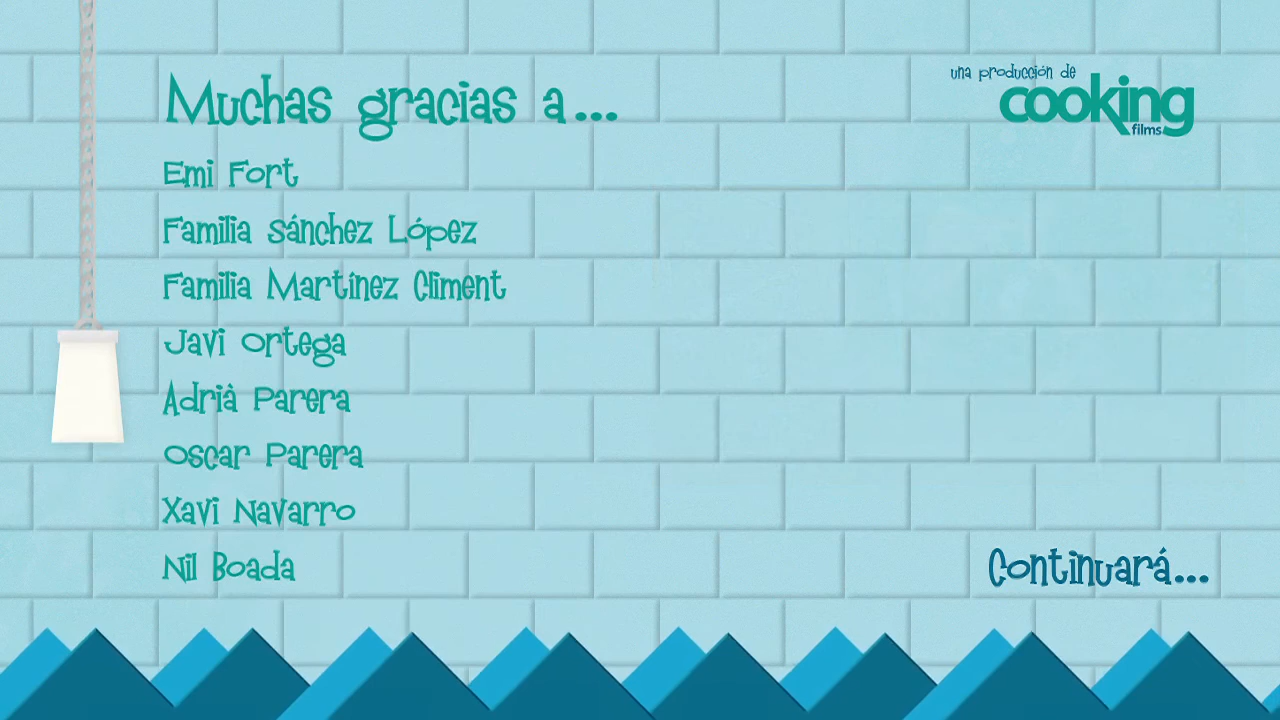 una producción de
cooking
films
Muchas gracias a...
Emi Fort
Familia Sánchez López
Familia Martínez Climent
Javi Ortega
Adrià Parera
Oscar Parera
Xavi Navarro
Nil Boada
Continuará...